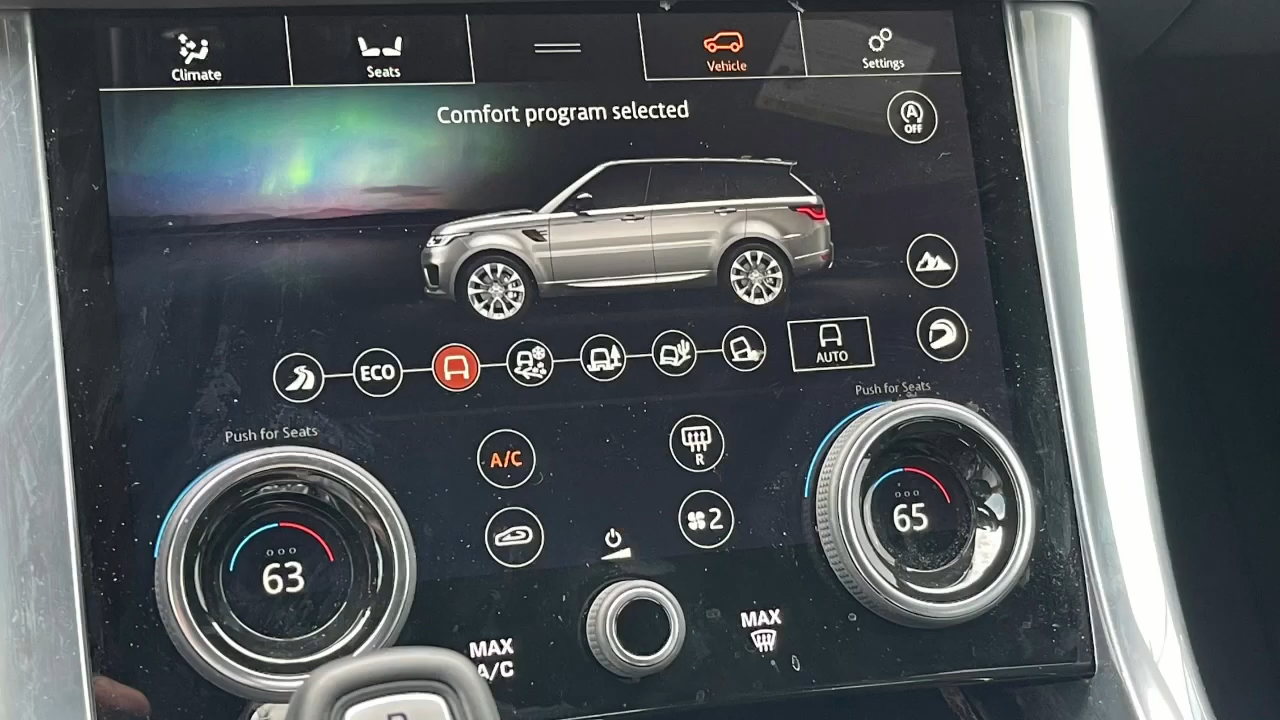 Climate
Seats
Vehicle
Settings
Comfort program selected
A
OFF
ECO
AUTO
Push for Seats
Push for Seats
A/C
R
2
63
65
MAX
A/C
MAX